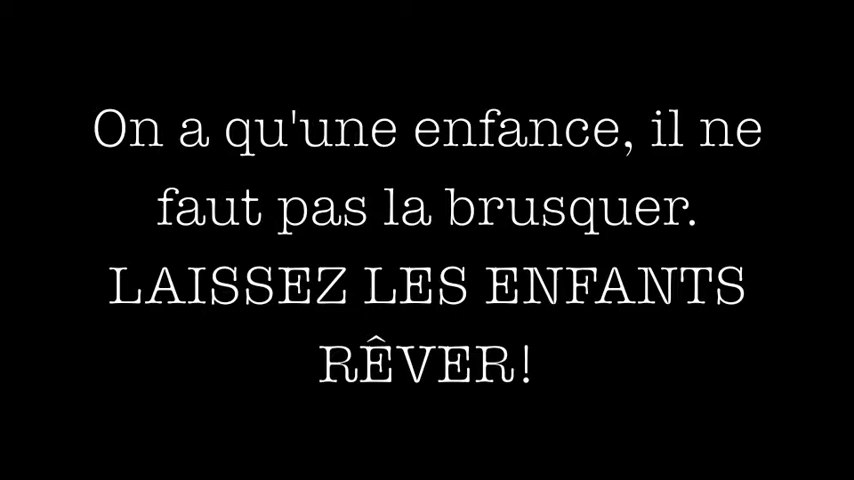 On a qu'une enfance, il ne
faut pas la brusquer.
LAISSEZ LES ENFANTS
RÊVER!